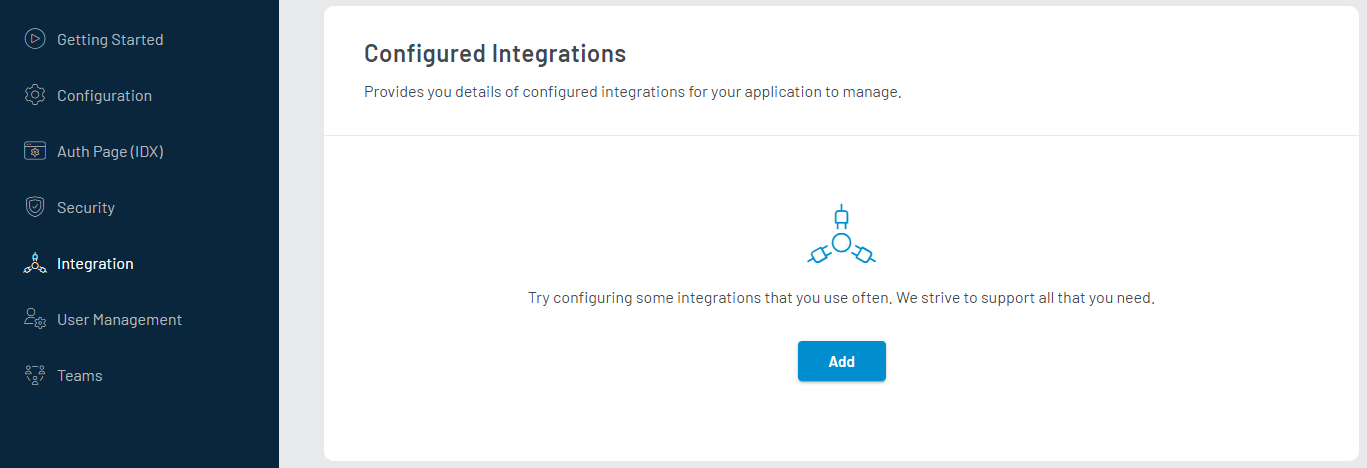 Getting Started
Configuration
Auth Page (IDX)
Security
Integration
User Management
Teams
Configured Integrations
Provides you details of configured integrations for your application to manage.
Try configuring some integrations that you use often. We strive to support all that you need.
Add